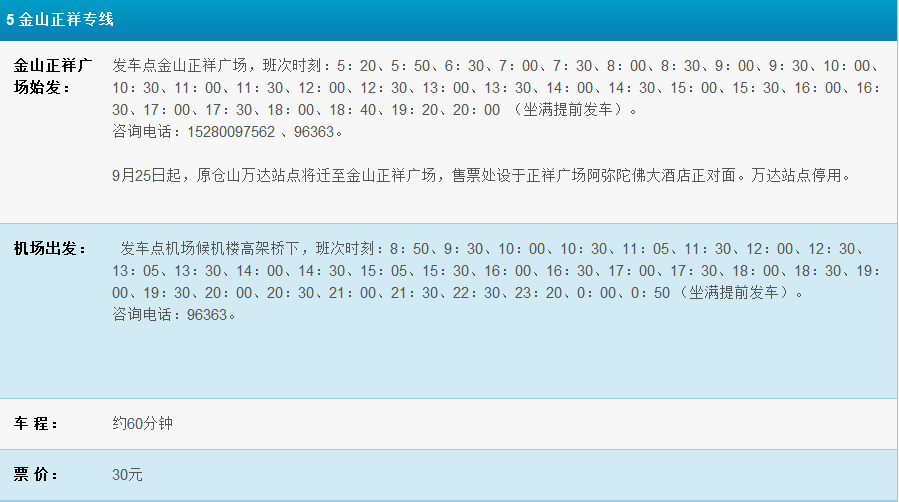 5 金山正祥专线
金山正祥广
场始发：
发车点金山正祥广场，班次时刻：5：20、5：50、6：30、7：00、7：30、8：00、8：30、9：00、9：30、10：00、
10：30、11：00、11：30、12：00、12：30、13：00、13：30、14：00、14：30、15：00、15：30、16：00、16：
30、17：00、17：30、18：00、18：40、19：20、20：00 （坐满提前发车）。
咨询电话：15280097562 、96363。
9月25日起，原仓山万达站点将迁至金山正祥广场，售票处设于正祥广场阿弥陀佛大酒店正对面。万达站点停用。
机场出发：
发车点机场候机楼高架桥下，班次时刻：8：50、9：30、10：00、10：30、11：05、11：30、12：00、12：30、
13：05、13：30、14：00、14：30、15：05、15：30、16：00、16：30、17：00、17：30、18：00、18：30、19：
00、19：30、20：00、20：30、21：00、21：30、22：30、23：20、0：00、0：50 （坐满提前发车）。
咨询电话：96363。
车 程： 约60分钟
票 价： 30元